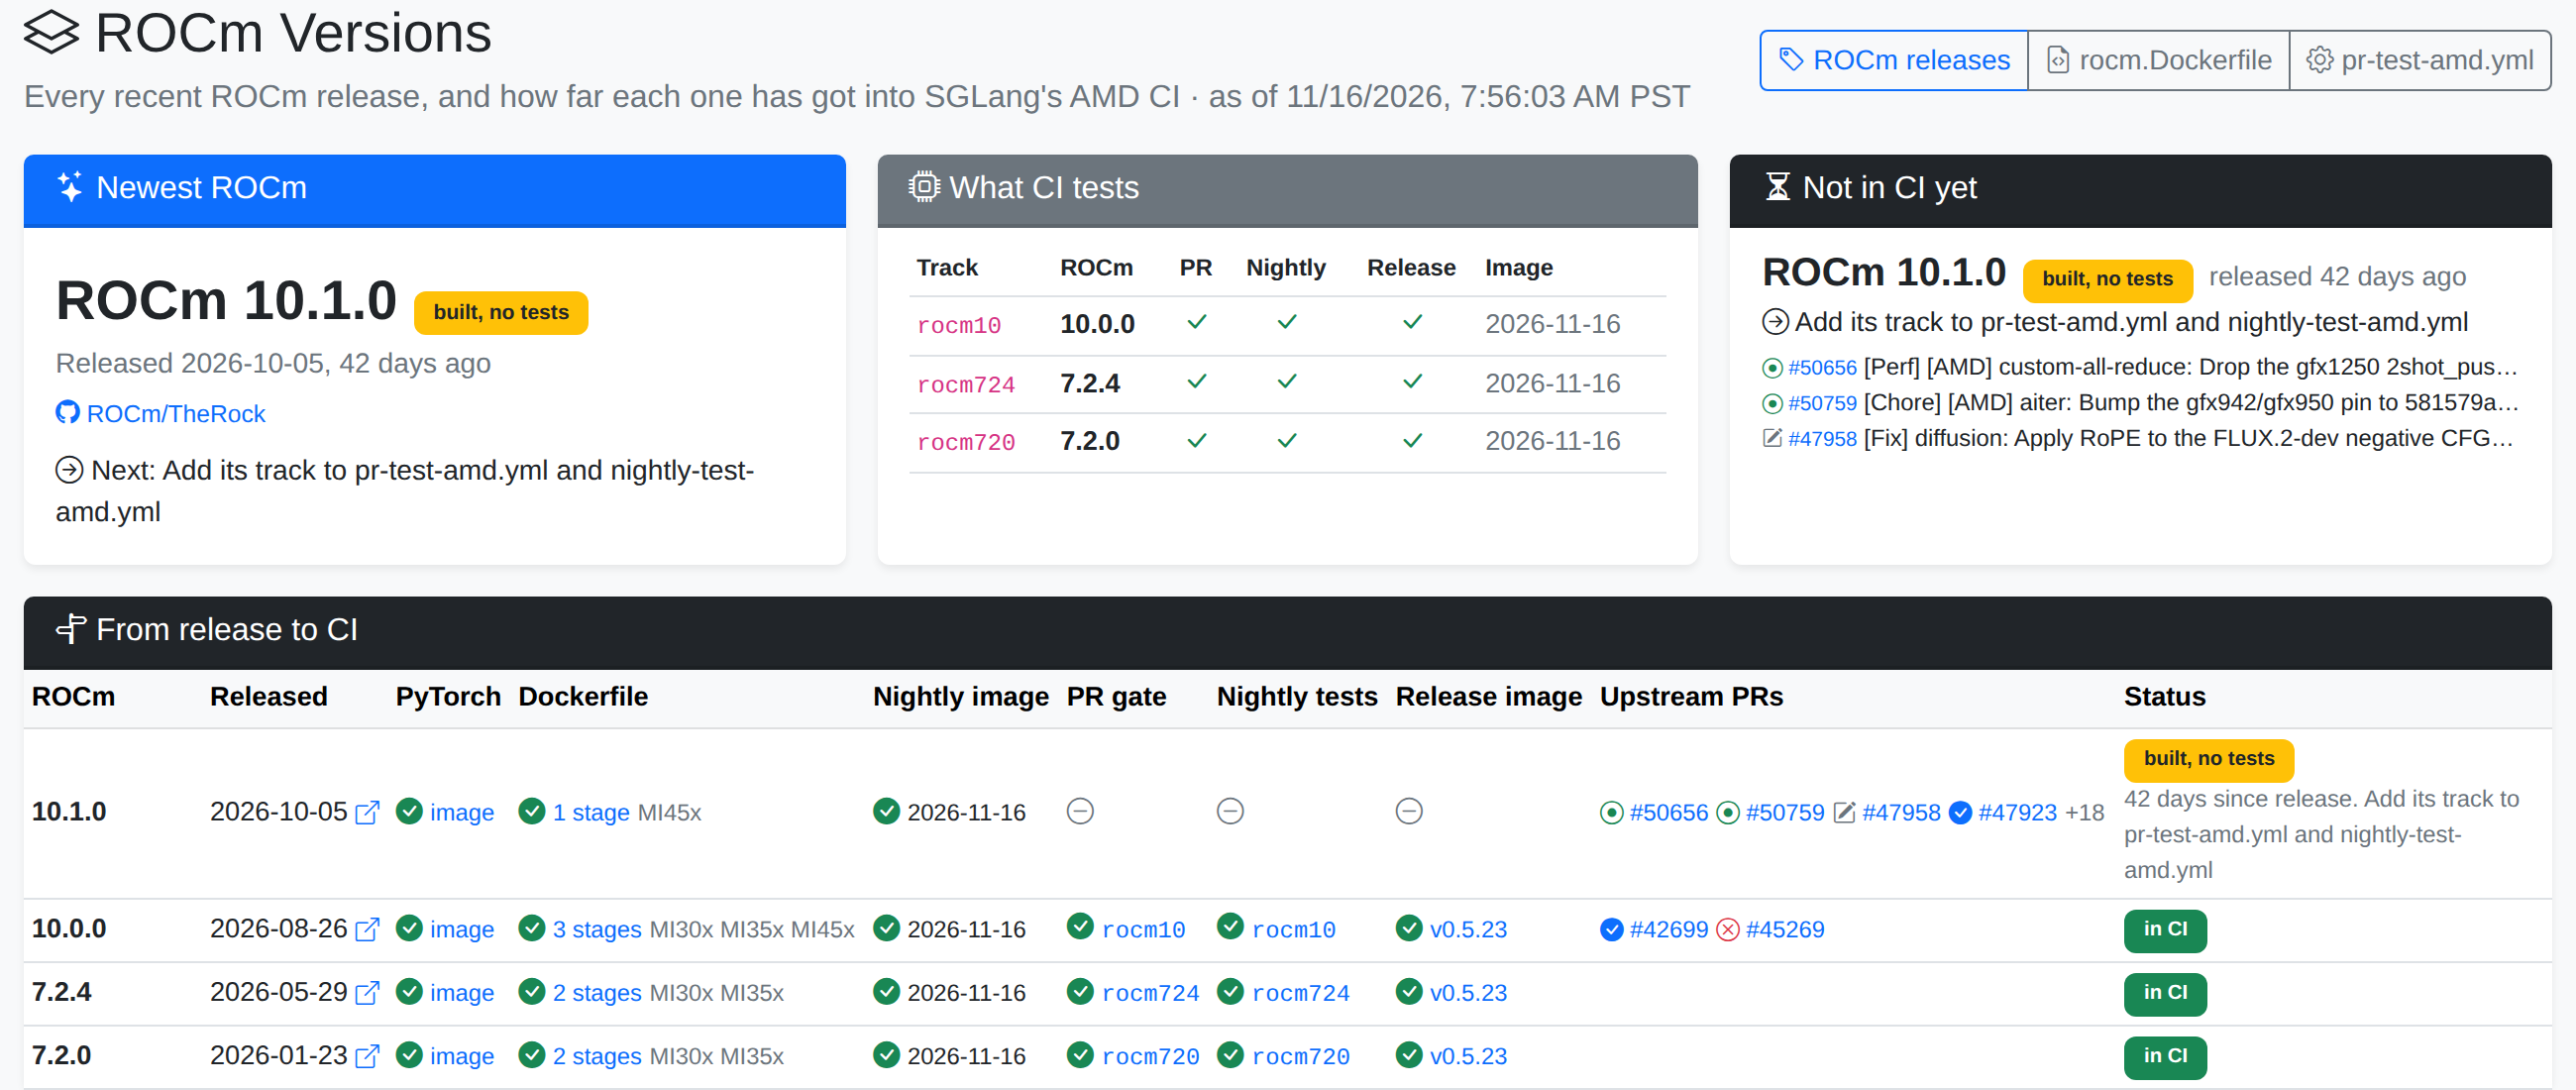 ROCm Versions
Every recent ROCm release, and how far each one has got into SGLang's AMD CI · as of 11/16/2026, 7:56:03 AM PST
ROCm releases
rocm.Dockerfile
pr-test-amd.yml
Newest ROCm
ROCm 10.1.0 built, no tests
Released 2026-10-05, 42 days ago
ROCm/TheRock
Next: Add its track to pr-test-amd.yml and nightly-test-
amd.yml
What CI tests
Track ROCm PR Nightly Release Image
rocm10 10.0.0 2026-11-16
rocm724 7.2.4 2026-11-16
rocm720 7.2.0 2026-11-16
Not in CI yet
ROCm 10.1.0 built, no tests released 42 days ago
Add its track to pr-test-amd.yml and nightly-test-amd.yml
#50656 [Perf] [AMD] custom-all-reduce: Drop the gfx1250 2shot_pus…
#50759 [Chore] [AMD] aiter: Bump the gfx942/gfx950 pin to 581579a…
#47958 [Fix] diffusion: Apply RoPE to the FLUX.2-dev negative CFG…
From release to CI
ROCm Released PyTorch Dockerfile Nightly image PR gate Nightly tests Release image Upstream PRs Status
10.1.0 2026-10-05 image 1 stage MI45x 2026-11-16 #50656 #50759 #47958 #47923 +18 built, no tests
42 days since release. Add its track to
pr-test-amd.yml and nightly-test-
amd.yml
10.0.0 2026-08-26 image 3 stages MI30x MI35x MI45x 2026-11-16 rocm10 rocm10 v0.5.23 #42699 #45269 in CI
7.2.4 2026-05-29 image 2 stages MI30x MI35x 2026-11-16 rocm724 rocm724 v0.5.23 in CI
7.2.0 2026-01-23 image 2 stages MI30x MI35x 2026-11-16 rocm720 rocm720 v0.5.23 in CI